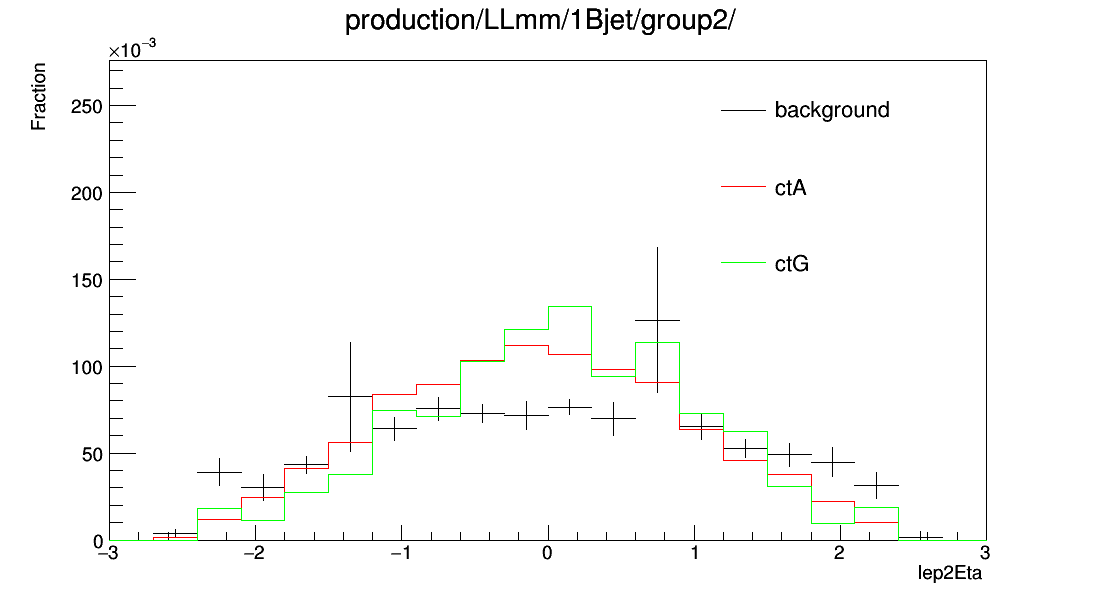 production/LLmm/1Bjet/group2/
×10⁻³
Fraction
250
200
150
100
50
0
background
ctA
ctG
−3 −2 −1 0 1 2 3
lep2Eta